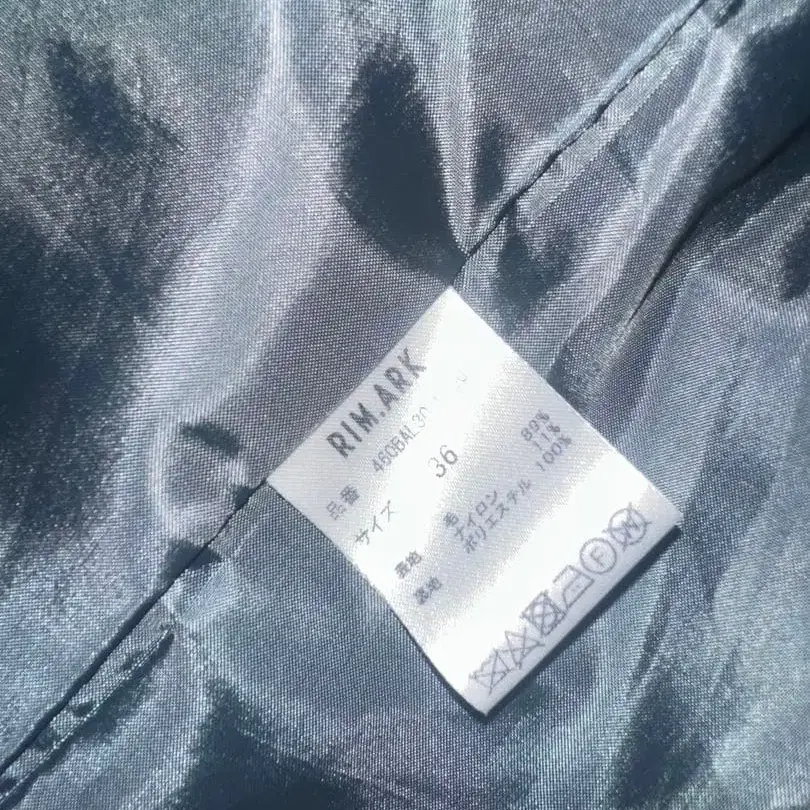 RIM.ARK
品番
サイズ 36
表地 毛 89%
ナイロン 11%
裏地 ポリエステル 100%
F
W